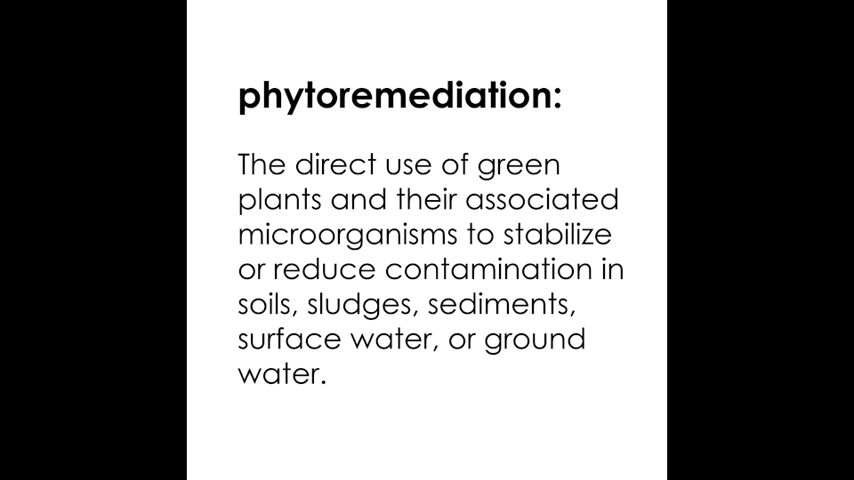 phytoremediation:
The direct use of green
plants and their associated
microorganisms to stabilize
or reduce contamination in
soils, sludges, sediments,
surface water, or ground
water.